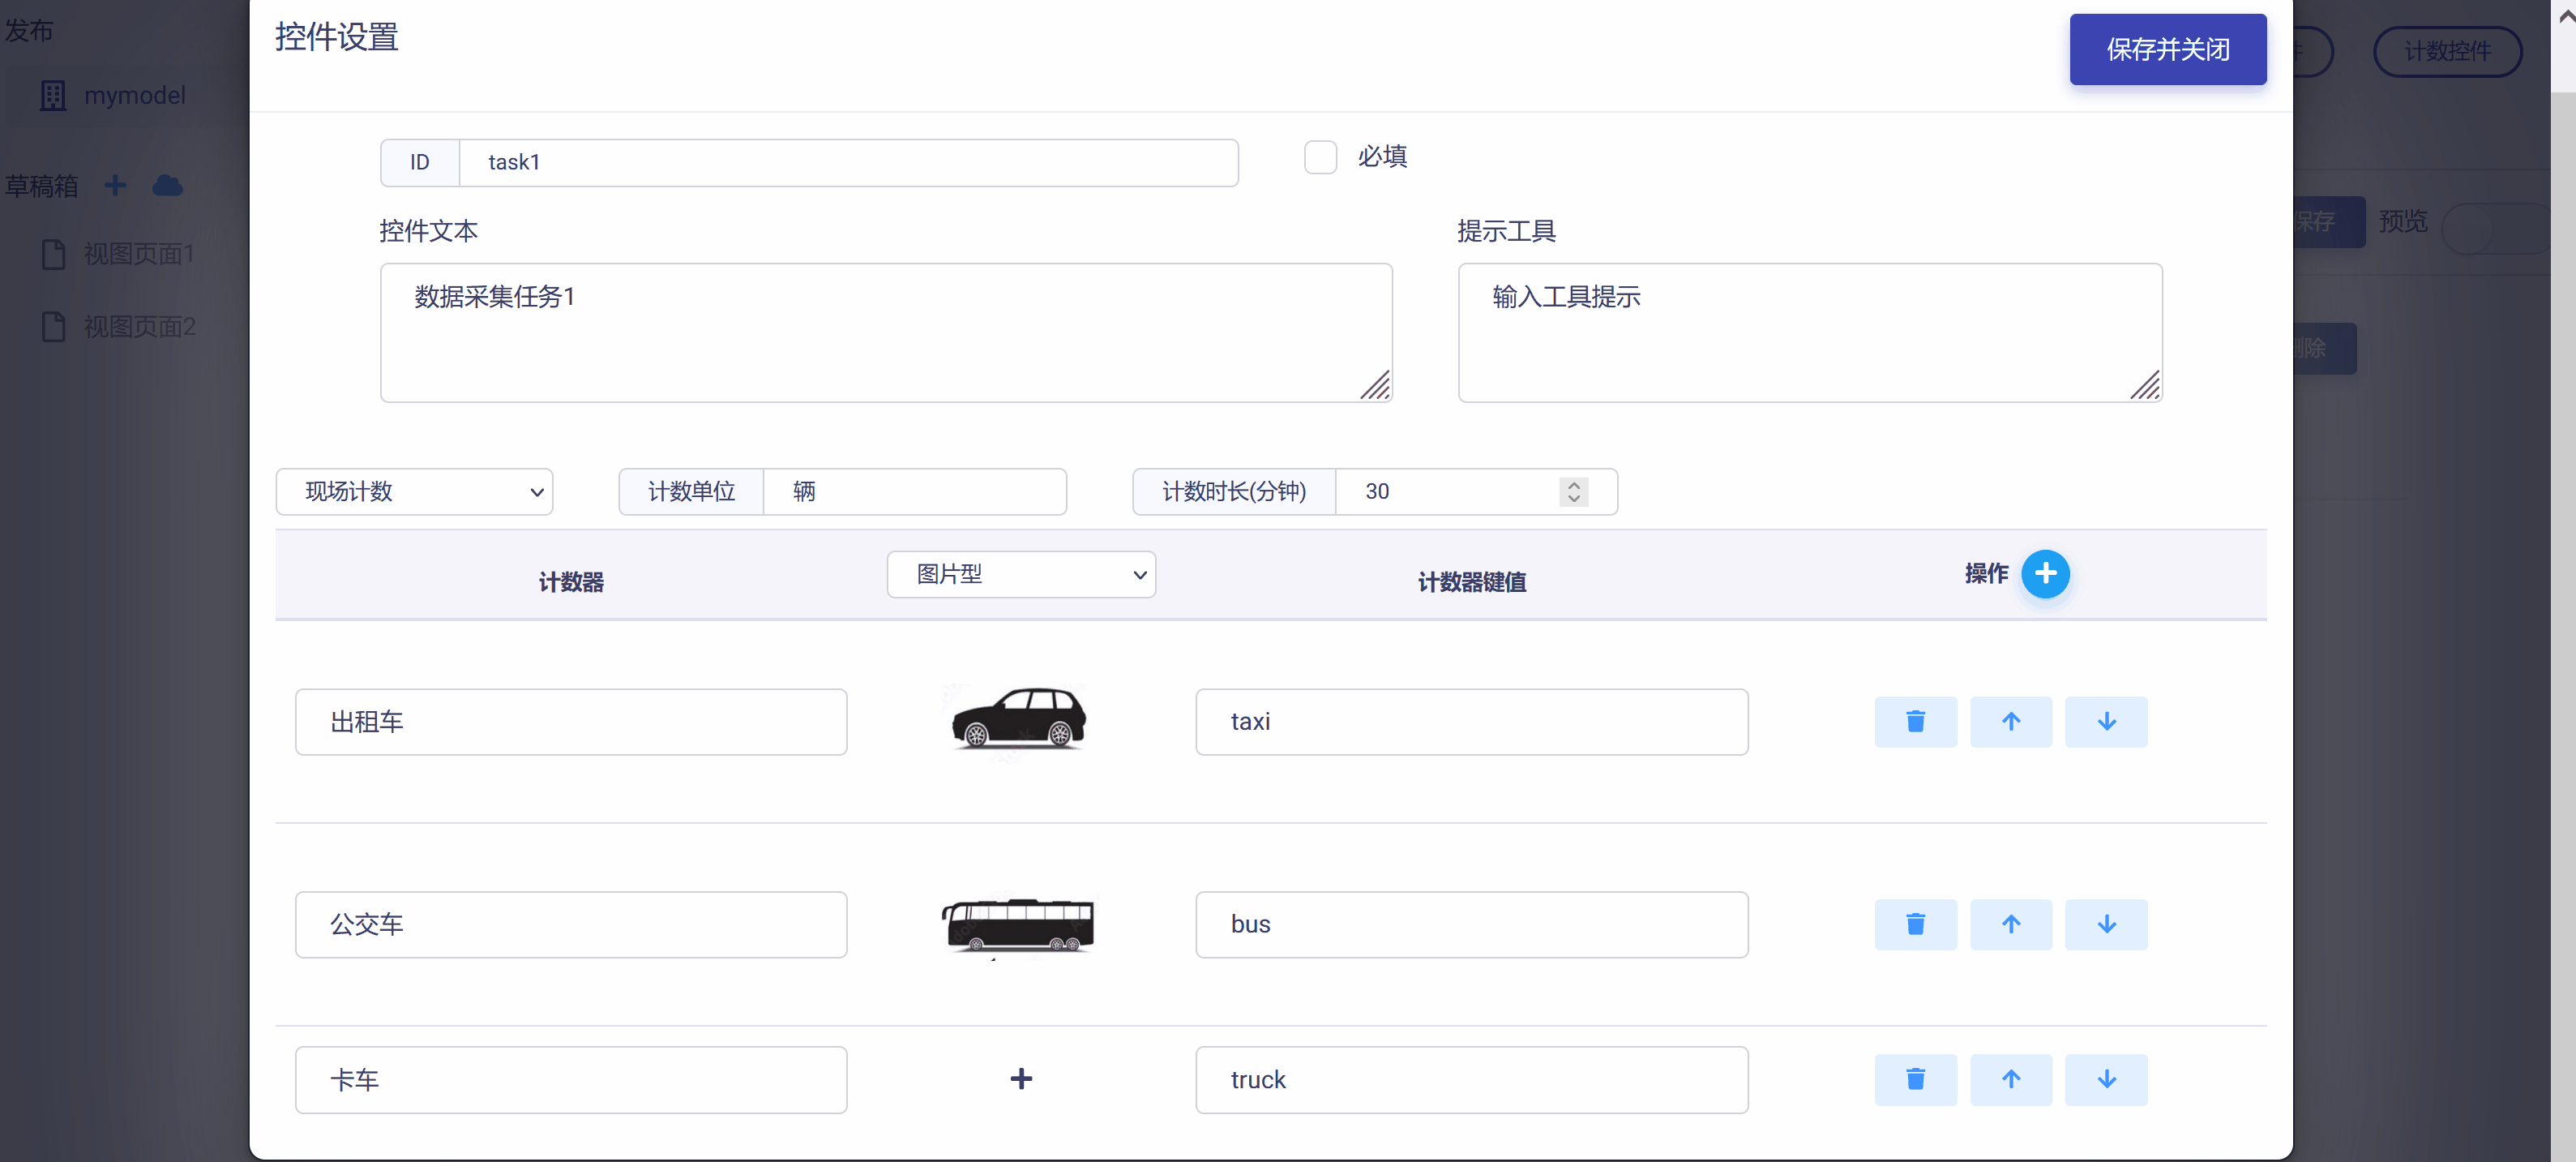 发布
控件设置
保存并关闭
计数控件
mymodel
ID
task1
必填
草稿箱
控件文本
提示工具
保存
预览
视图页面1
数据采集任务1
输入工具提示
视图页面2
删除
现场计数
计数单位
辆
计数时长(分钟)
30
计数器
图片型
计数器键值
操作
出租车
taxi
公交车
bus
卡车
truck